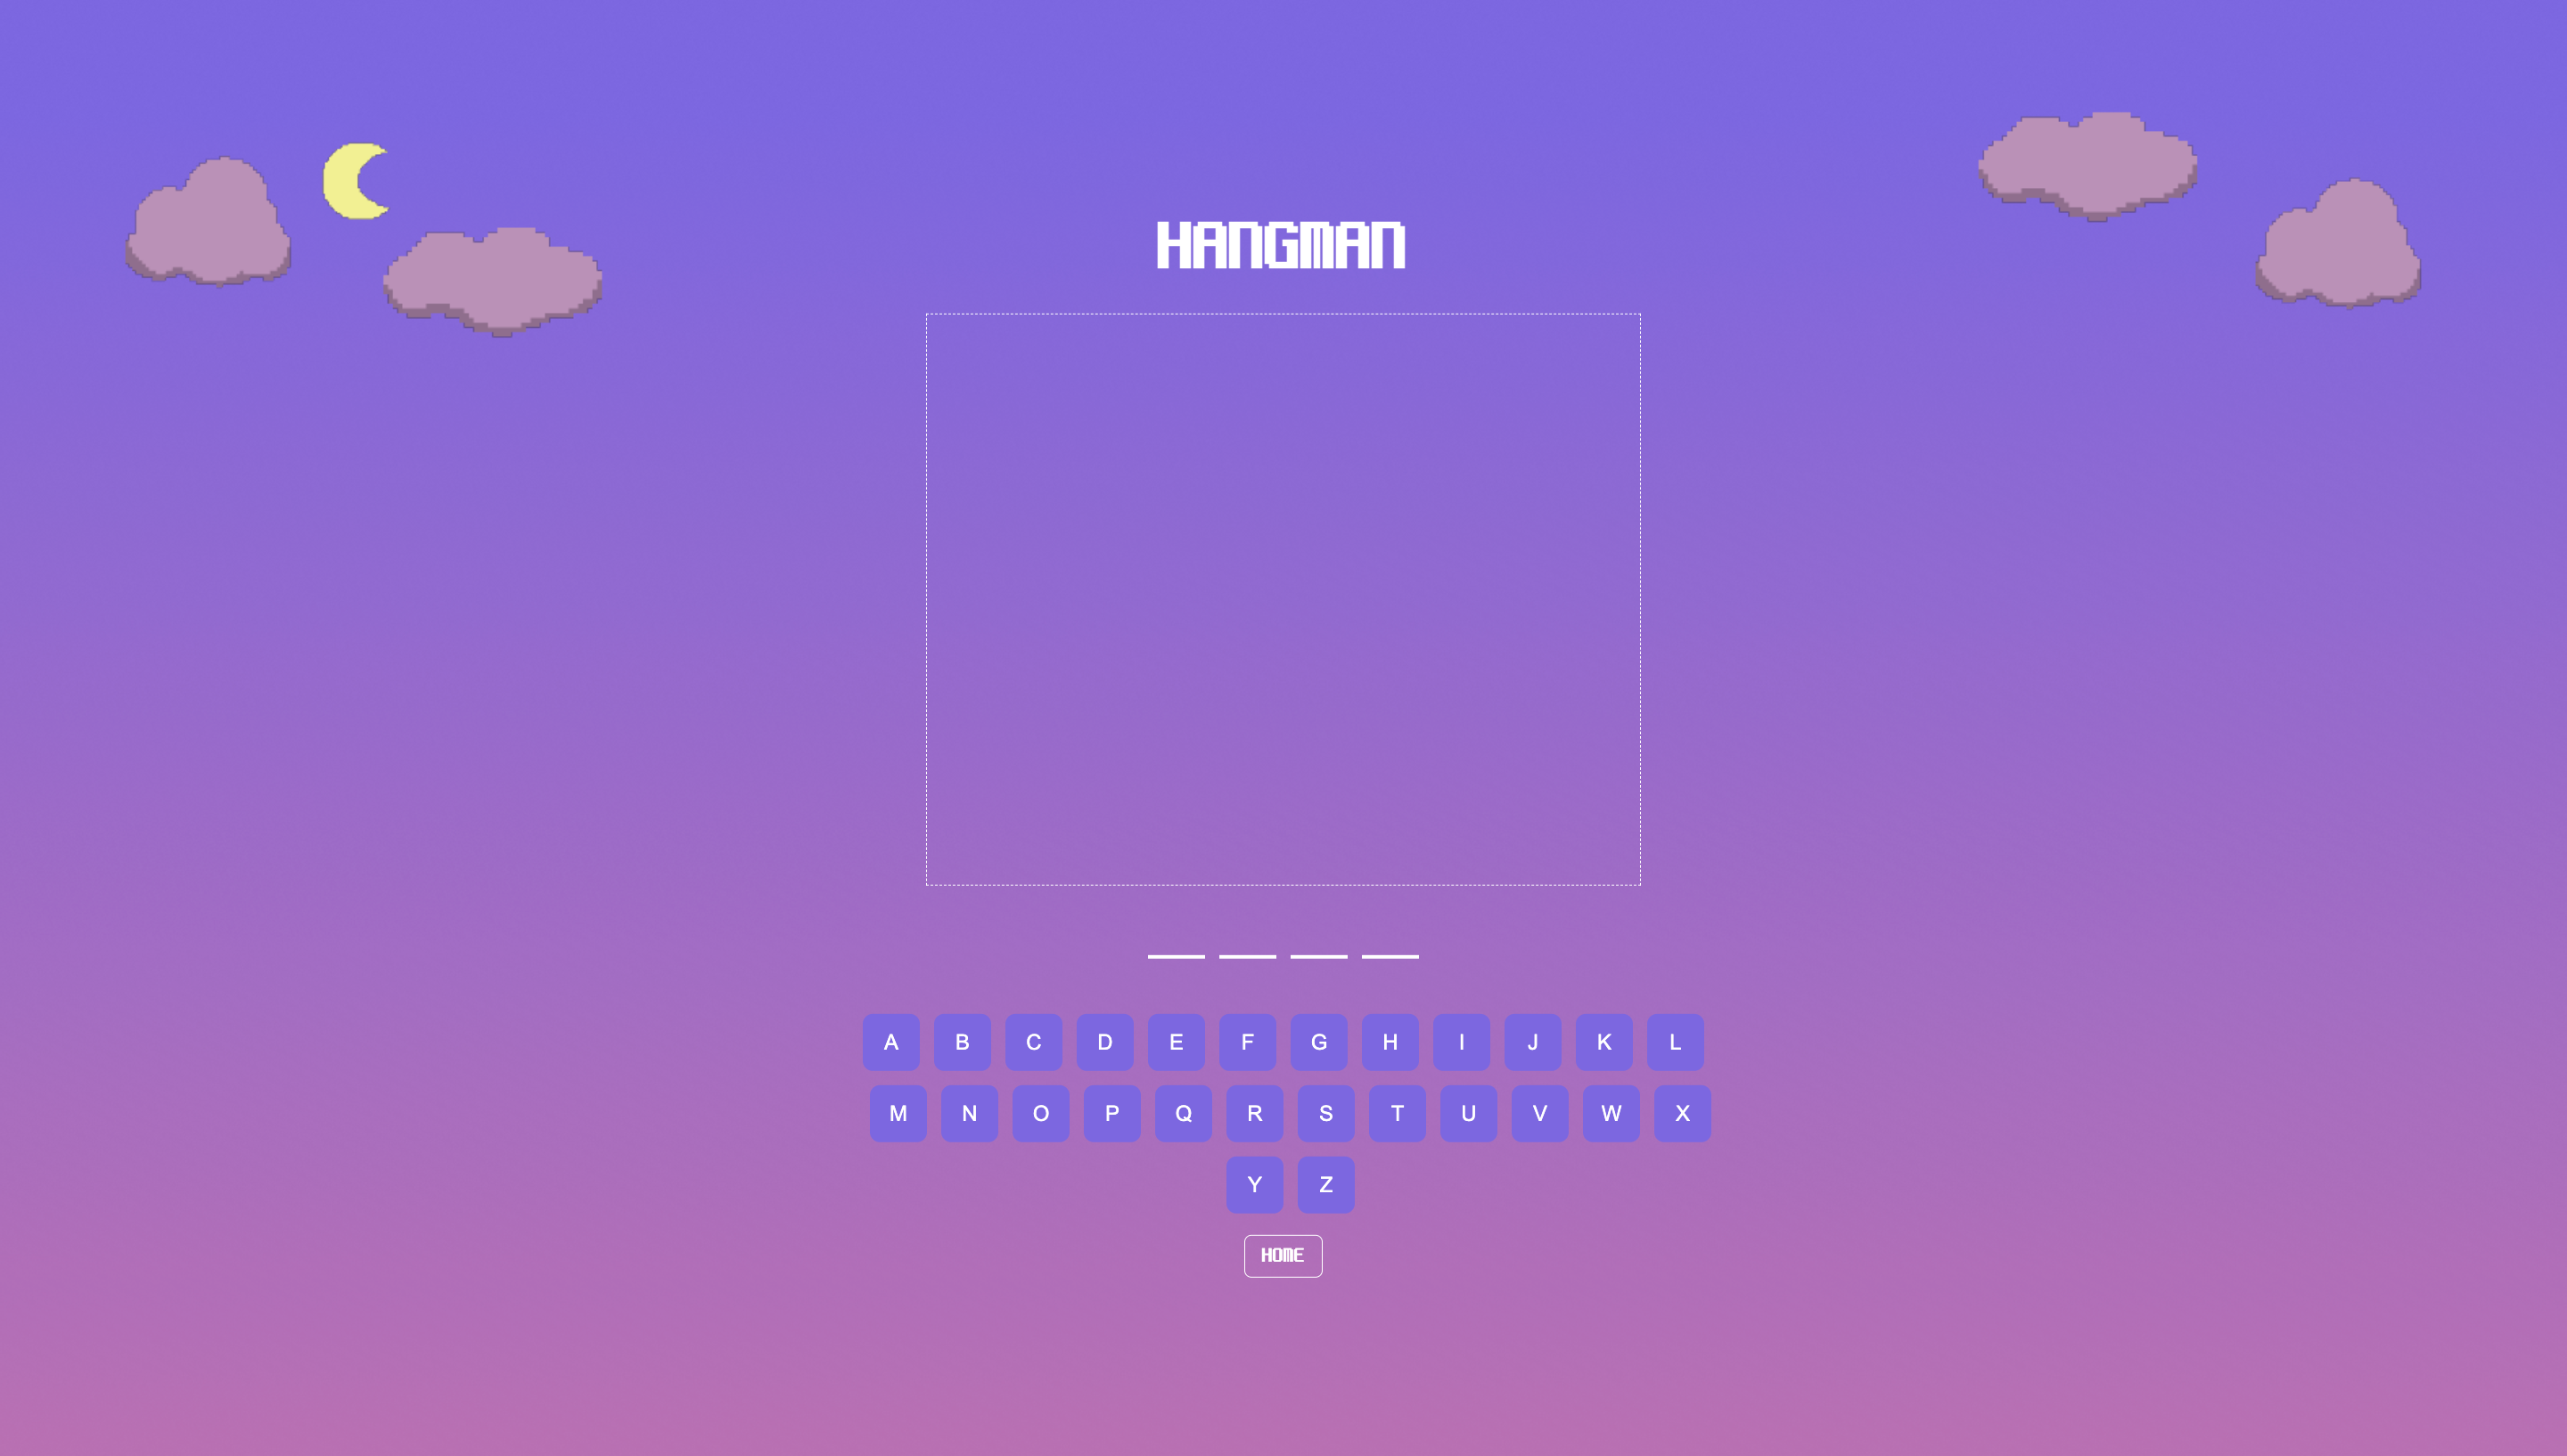 HANGMAN
A B C D E F G H I J K L
M N O P Q R S T U V W X
Y Z
HOME